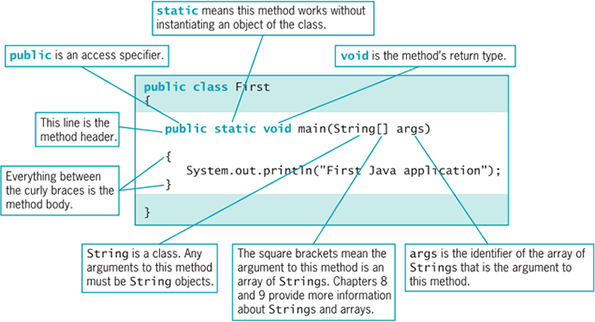 static means this method works without
instantiating an object of the class.
public is an access specifier.
void is the method's return type.
public class First
{
This line is the
method header.
public static void main(String[] args)
{
System.out.println("First Java application");
}
Everything between
the curly braces is the
method body.
}
String is a class. Any
arguments to this method
must be String objects.
The square brackets mean the
argument to this method is an
array of Strings. Chapters 8
and 9 provide more information
about Strings and arrays.
args is the identifier of the array of
Strings that is the argument to
this method.